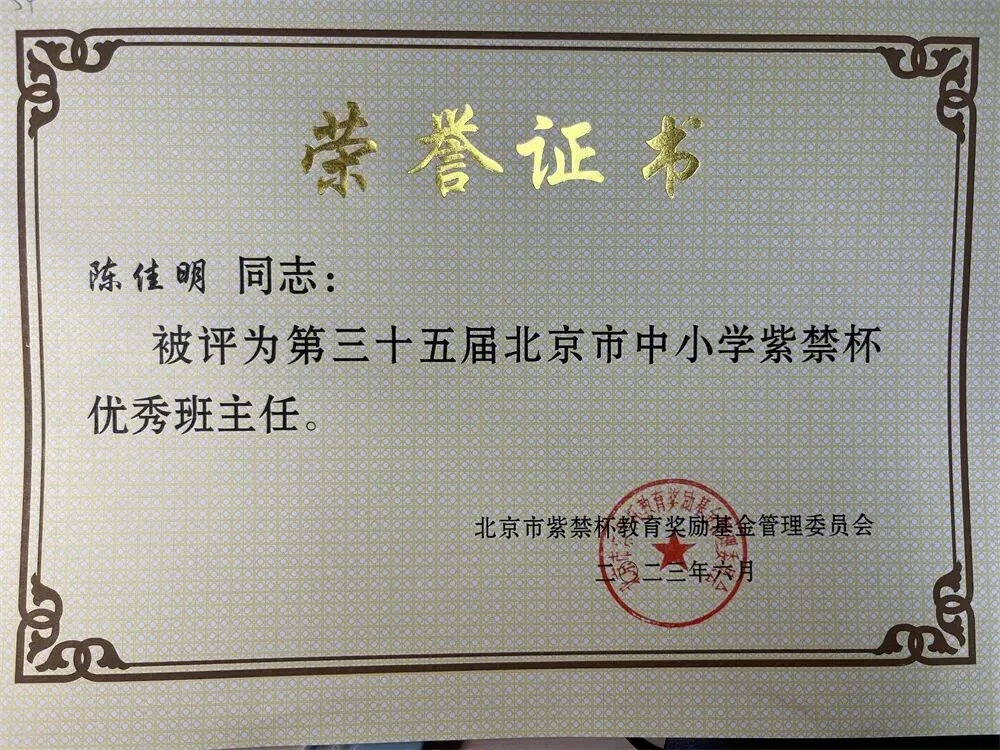 荣誉证书
陈佳明 同志：
被评为第三十五届北京市中小学紫禁杯
优秀班主任。
北京市紫禁杯教育奖励基金管理委员会
二〇二三年六月